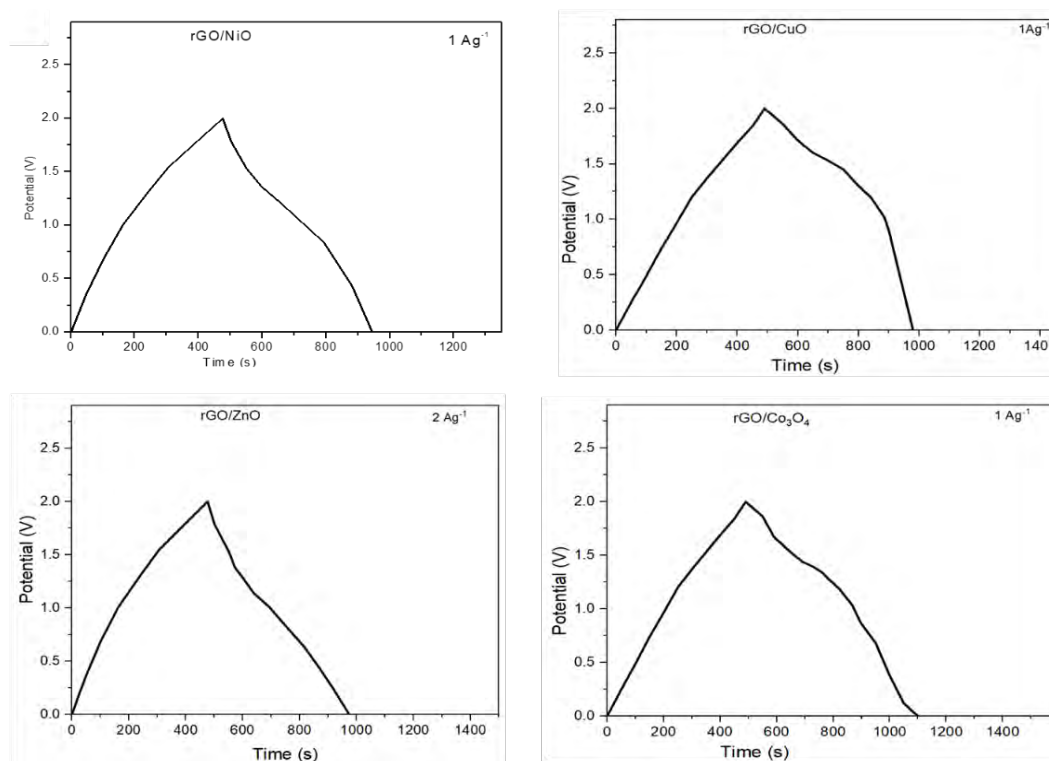 rGO/NiO
1 Ag⁻¹
2.5
2.0
1.5
1.0
0.5
0.0
Potential (V)
0 200 400 600 800 1000 1200
Time (s)
rGO/CuO
1Ag⁻¹
2.5
2.0
1.5
1.0
0.5
0.0
Potential (V)
0 200 400 600 800 1000 1200 1400
Time (s)
rGO/ZnO
2 Ag⁻¹
2.5
2.0
1.5
1.0
0.5
0.0
Potential (V)
0 200 400 600 800 1000 1200 1400
Time (s)
rGO/Co₃O₄
1 Ag⁻¹
2.5
2.0
1.5
1.0
0.5
0.0
Potential (V)
0 200 400 600 800 1000 1200 1400
Time (s)